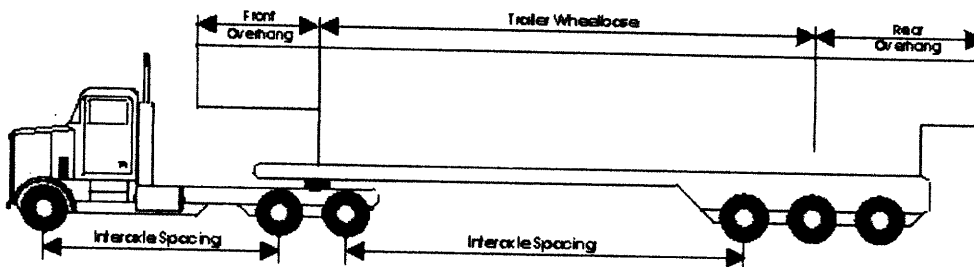 Front
Overhang
Trailer Wheelbase
Rear
Overhang
Interaxle Spacing
Interaxle Spacing